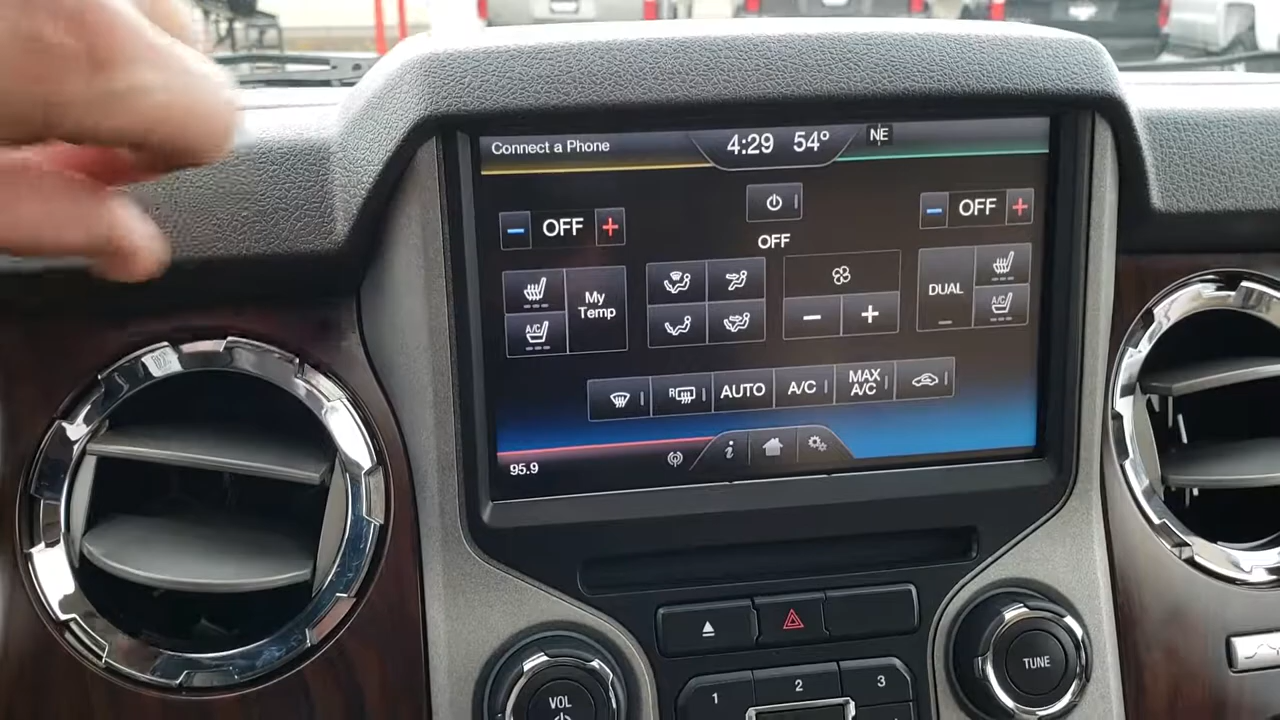 Connect a Phone
4:29 54°
NE
OFF
OFF
OFF
My
Temp
A/C
DUAL
A/C
R
AUTO
A/C
MAX
A/C
95.9
i
TUNE
VOL
1
2
3